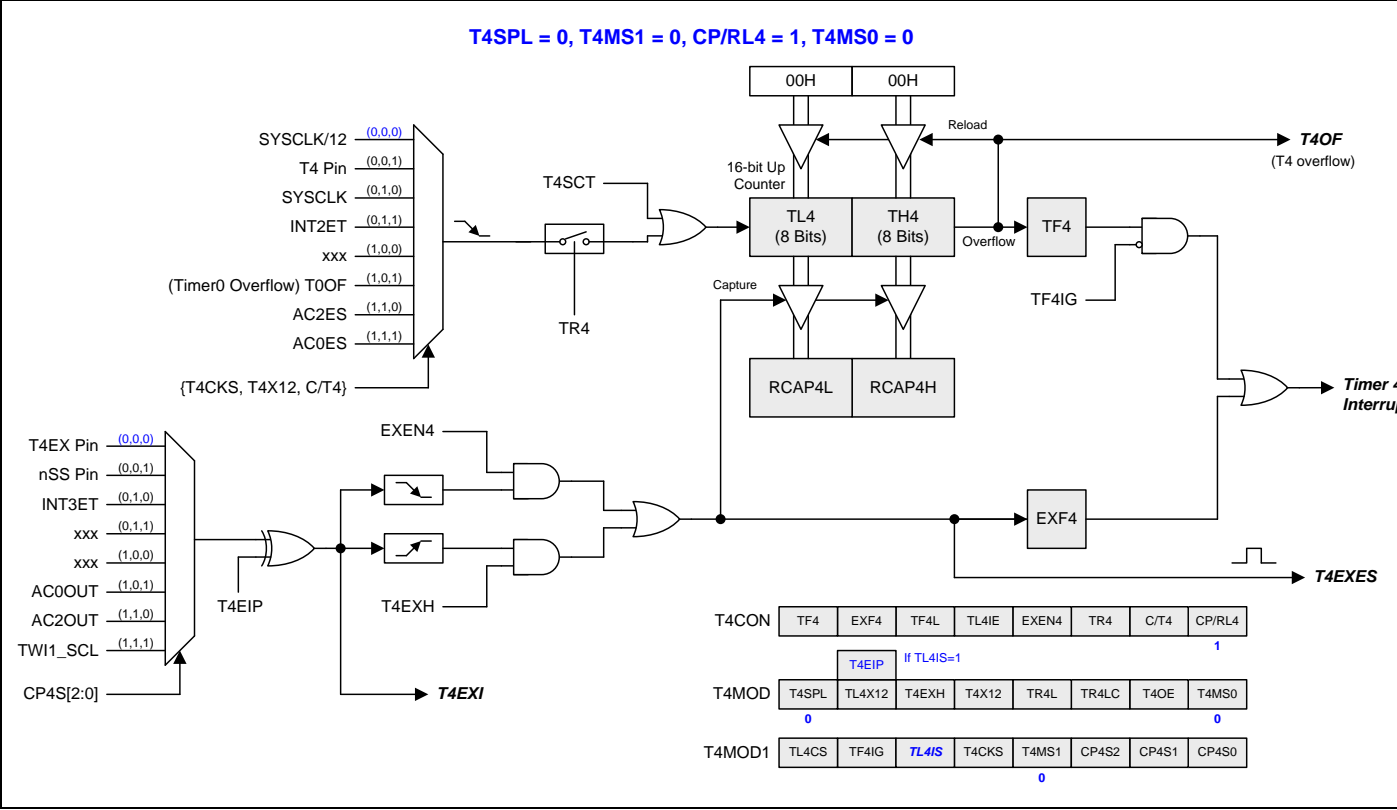 T4SPL = 0, T4MS1 = 0, CP/RL4 = 1, T4MS0 = 0
00H 00H
Reload
T4OF
(T4 overflow)
SYSCLK/12 (0,0,0)
T4 Pin (0,0,1)
SYSCLK (0,1,0)
INT2ET (0,1,1)
xxx (1,0,0)
(Timer0 Overflow) T0OF (1,0,1)
AC2ES (1,1,0)
AC0ES (1,1,1)
{T4CKS, T4X12, C/T4}
T4SCT
TR4
16-bit Up
Counter
TL4
(8 Bits)
TH4
(8 Bits)
Overflow
TF4
TF4IG
Capture
RCAP4L RCAP4H
Timer 4
Interru
T4EX Pin (0,0,0)
nSS Pin (0,0,1)
INT3ET (0,1,0)
xxx (0,1,1)
xxx (1,0,0)
AC0OUT (1,0,1)
AC2OUT (1,1,0)
TWI1_SCL (1,1,1)
CP4S[2:0]
T4EIP
EXEN4
T4EXH
T4EXI
EXF4
T4EXES
T4CON TF4 EXF4 TF4L TL4IE EXEN4 TR4 C/T4 CP/RL4
1
T4EIP If TL4IS=1
T4MOD T4SPL TL4X12 T4EXH T4X12 TR4L TR4LC T4OE T4MS0
0 0
T4MOD1 TL4CS TF4IG TL4IS T4CKS T4MS1 CP4S2 CP4S1 CP4S0
0